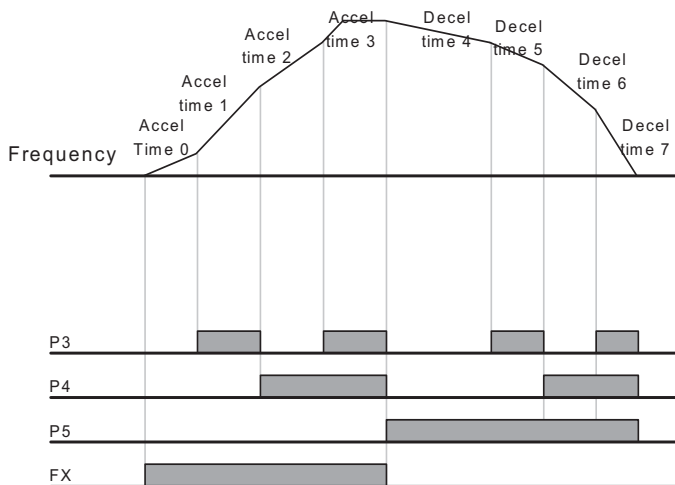 Accel
time 3
Decel
time 4
Accel
time 2
Decel
time 5
Decel
time 6
Accel
time 1
Accel
Time 0
Decel
time 7
Frequency
P3
P4
P5
FX